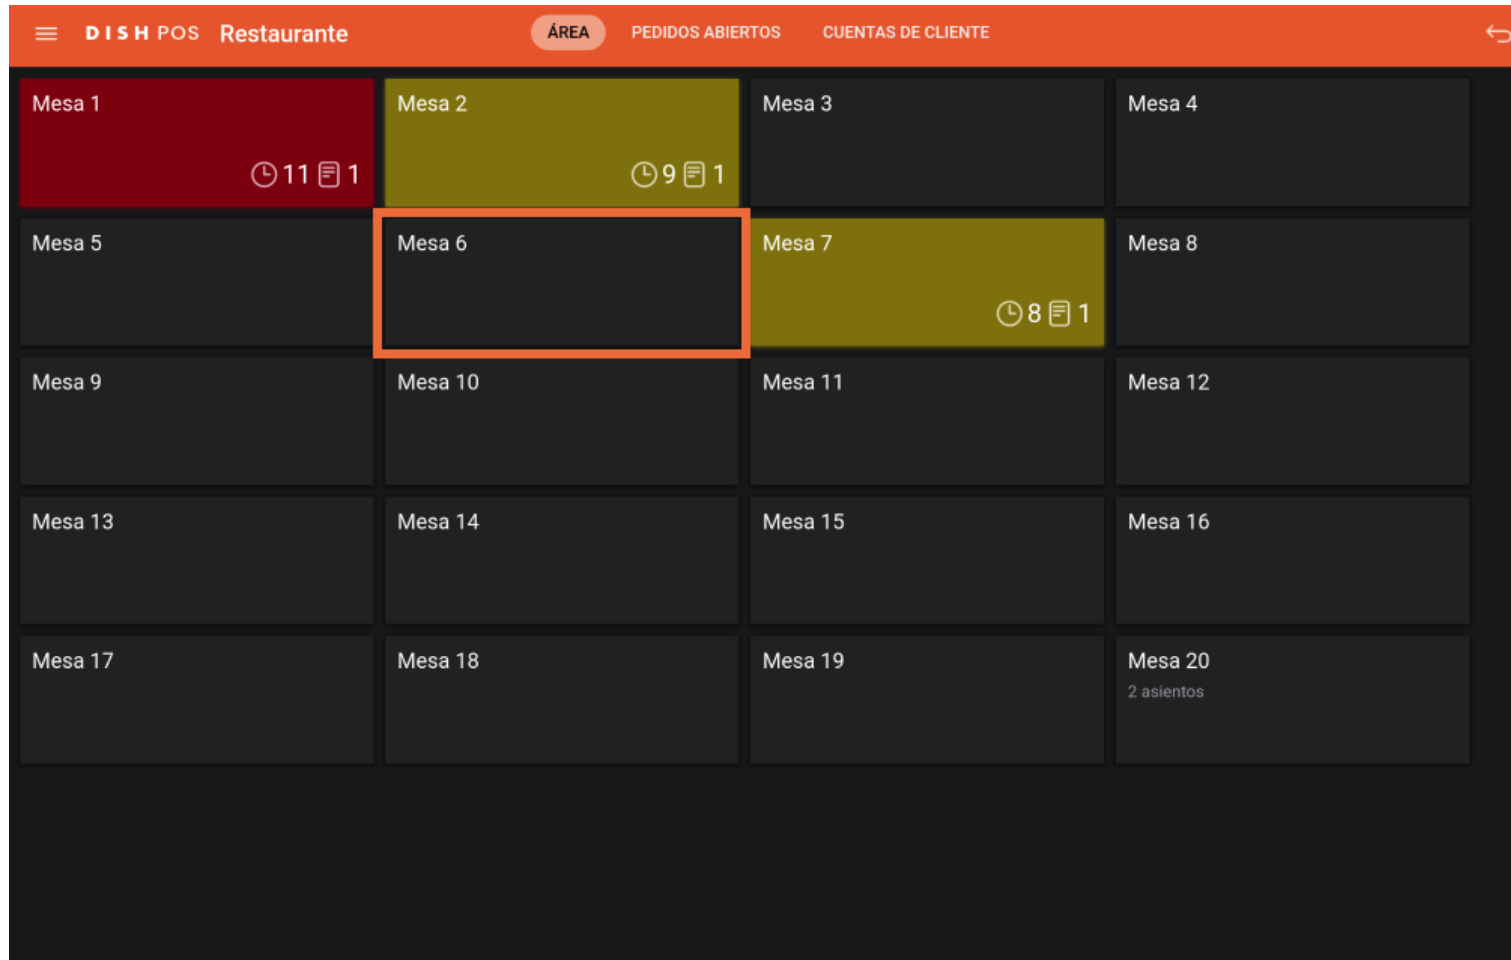 DISH POS Restaurante ÁREA PEDIDOS ABIERTOS CUENTAS DE CLIENTE
Mesa 1 Mesa 2 Mesa 3 Mesa 4
11 1 9 1
Mesa 5 Mesa 6 Mesa 7 Mesa 8
8 1
Mesa 9 Mesa 10 Mesa 11 Mesa 12
Mesa 13 Mesa 14 Mesa 15 Mesa 16
Mesa 17 Mesa 18 Mesa 19 Mesa 20
2 asientos